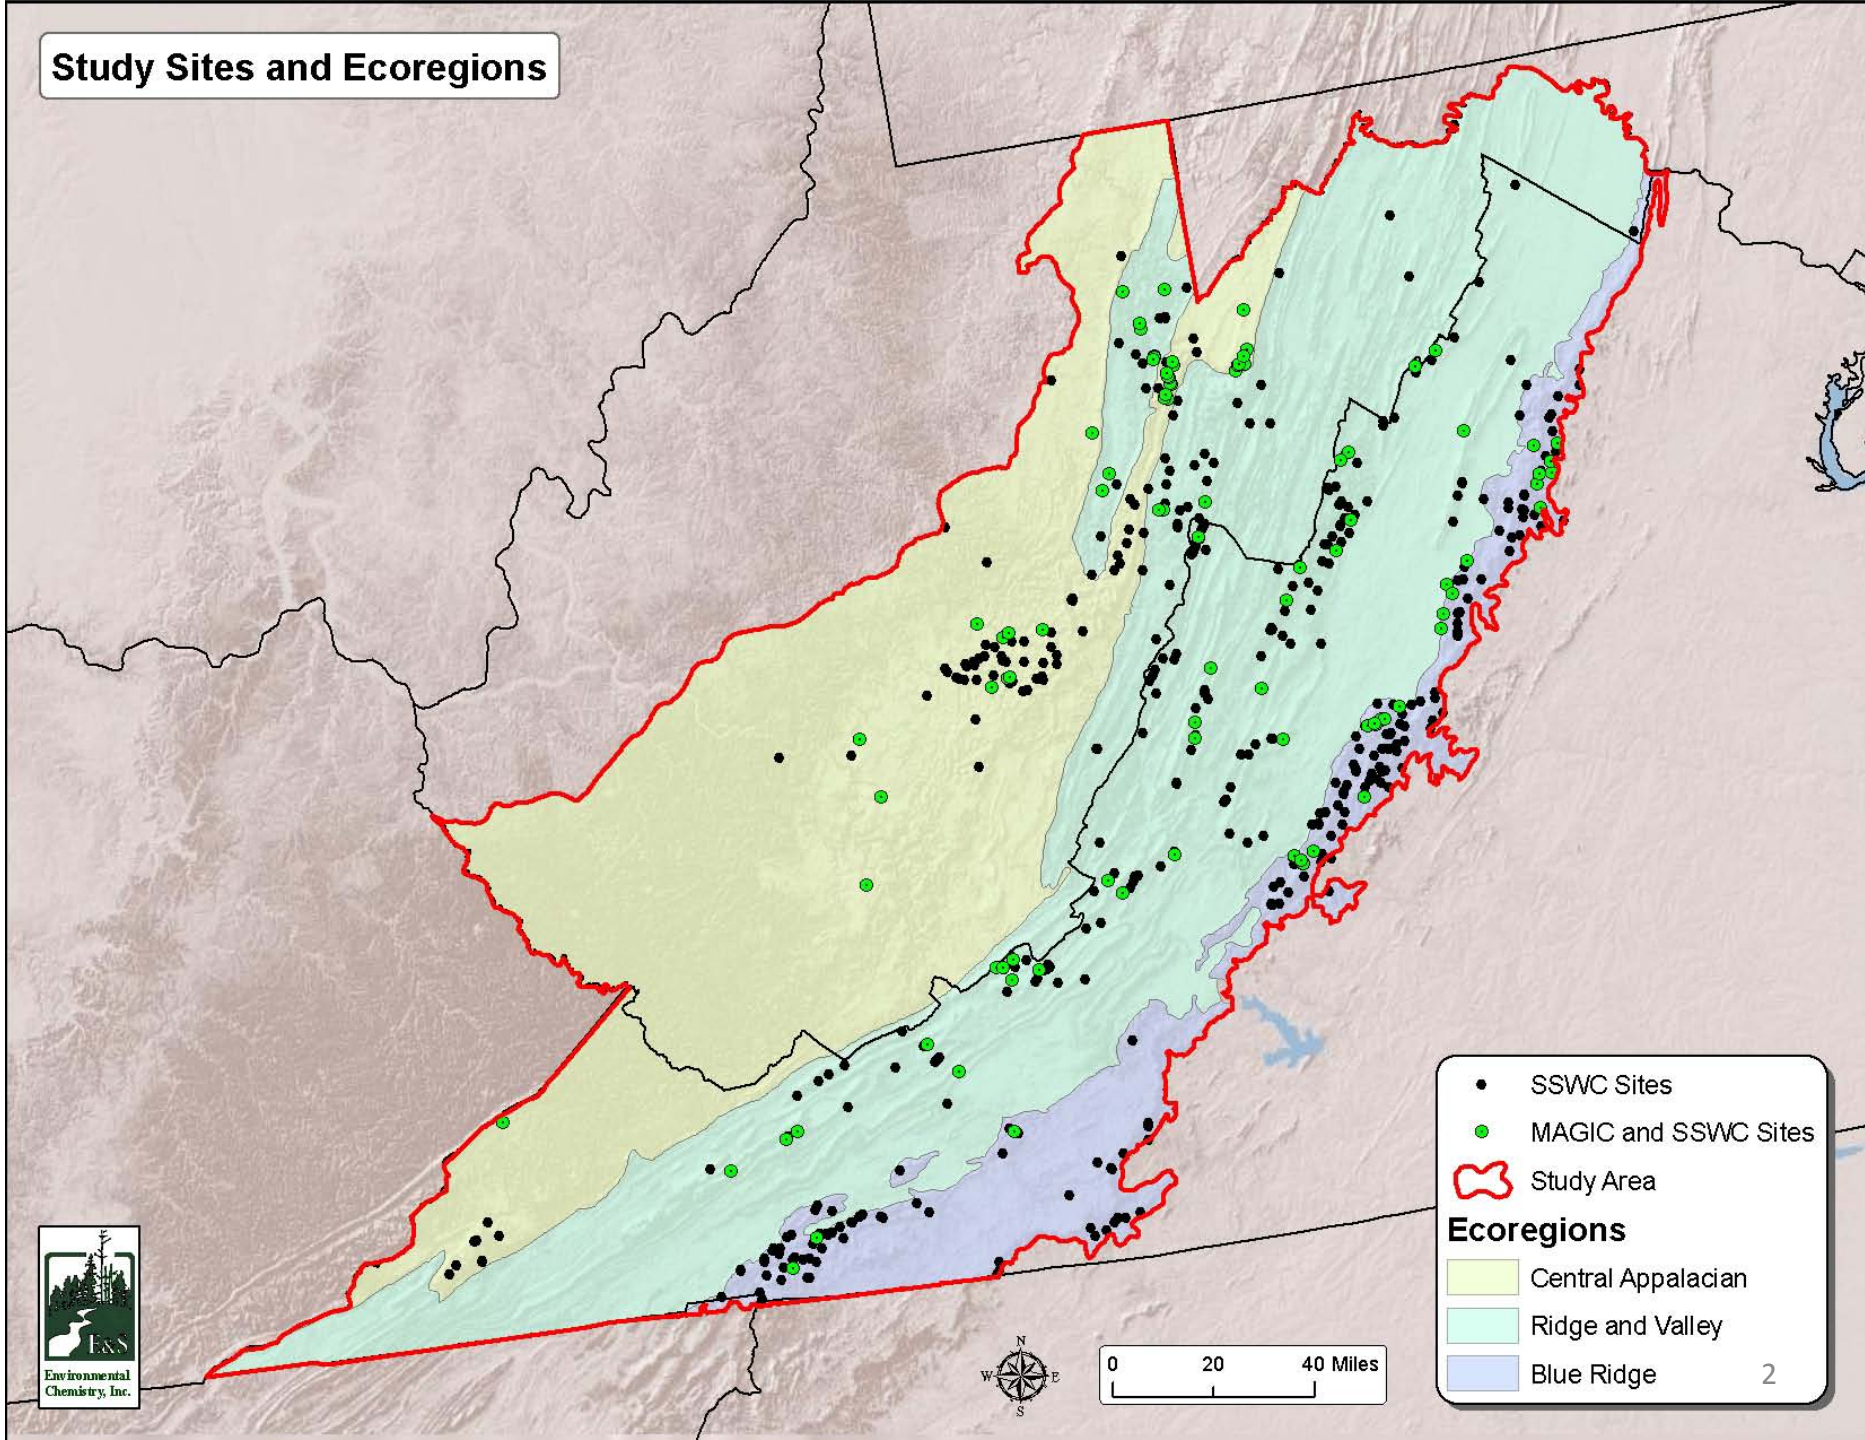 Study Sites and Ecoregions
SSWC Sites
MAGIC and SSWC Sites
Study Area
Ecoregions
Central Appalacian
Ridge and Valley
Blue Ridge
2
E&S
Environmental
Chemistry, Inc.
N
W
E
S
0 20 40 Miles